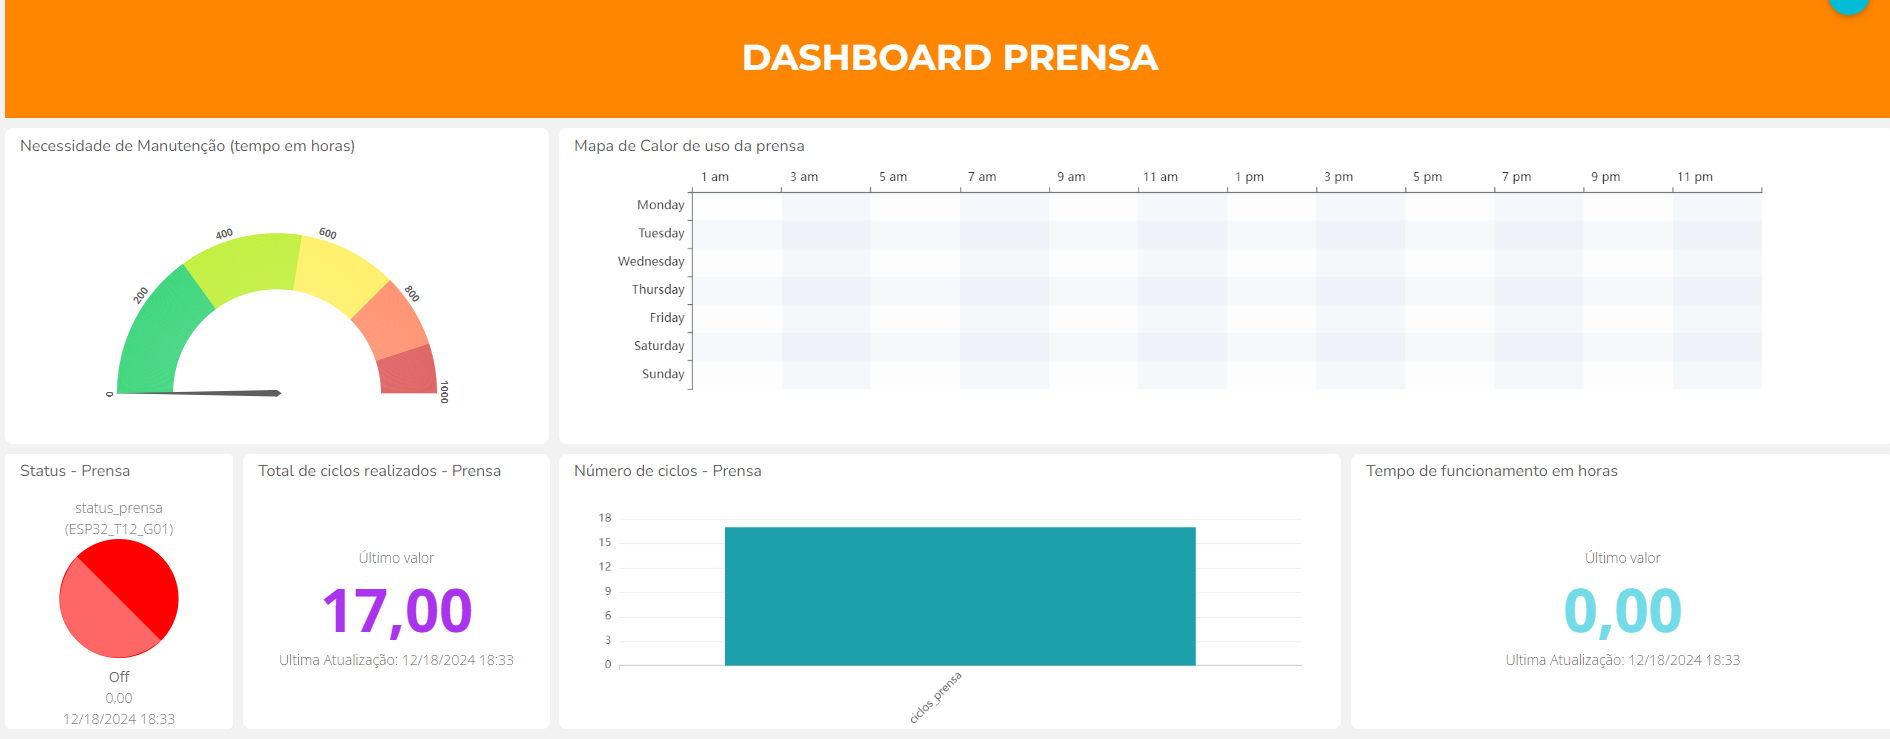 DASHBOARD PRENSA
Necessidade de Manutenção (tempo em horas)
0
200
400
600
800
1000
Mapa de Calor de uso da prensa
1 am 3 am 5 am 7 am 9 am 11 am 1 pm 3 pm 5 pm 7 pm 9 pm 11 pm
Monday
Tuesday
Wednesday
Thursday
Friday
Saturday
Sunday
Status - Prensa
status_prensa
(ESP32_T12_G01)
Off
0,00
12/18/2024 18:33
Total de ciclos realizados - Prensa
Último valor
17,00
Ultima Atualização: 12/18/2024 18:33
Número de ciclos - Prensa
18
15
12
9
6
3
0
ciclos_prensa
Tempo de funcionamento em horas
Último valor
0,00
Ultima Atualização: 12/18/2024 18:33